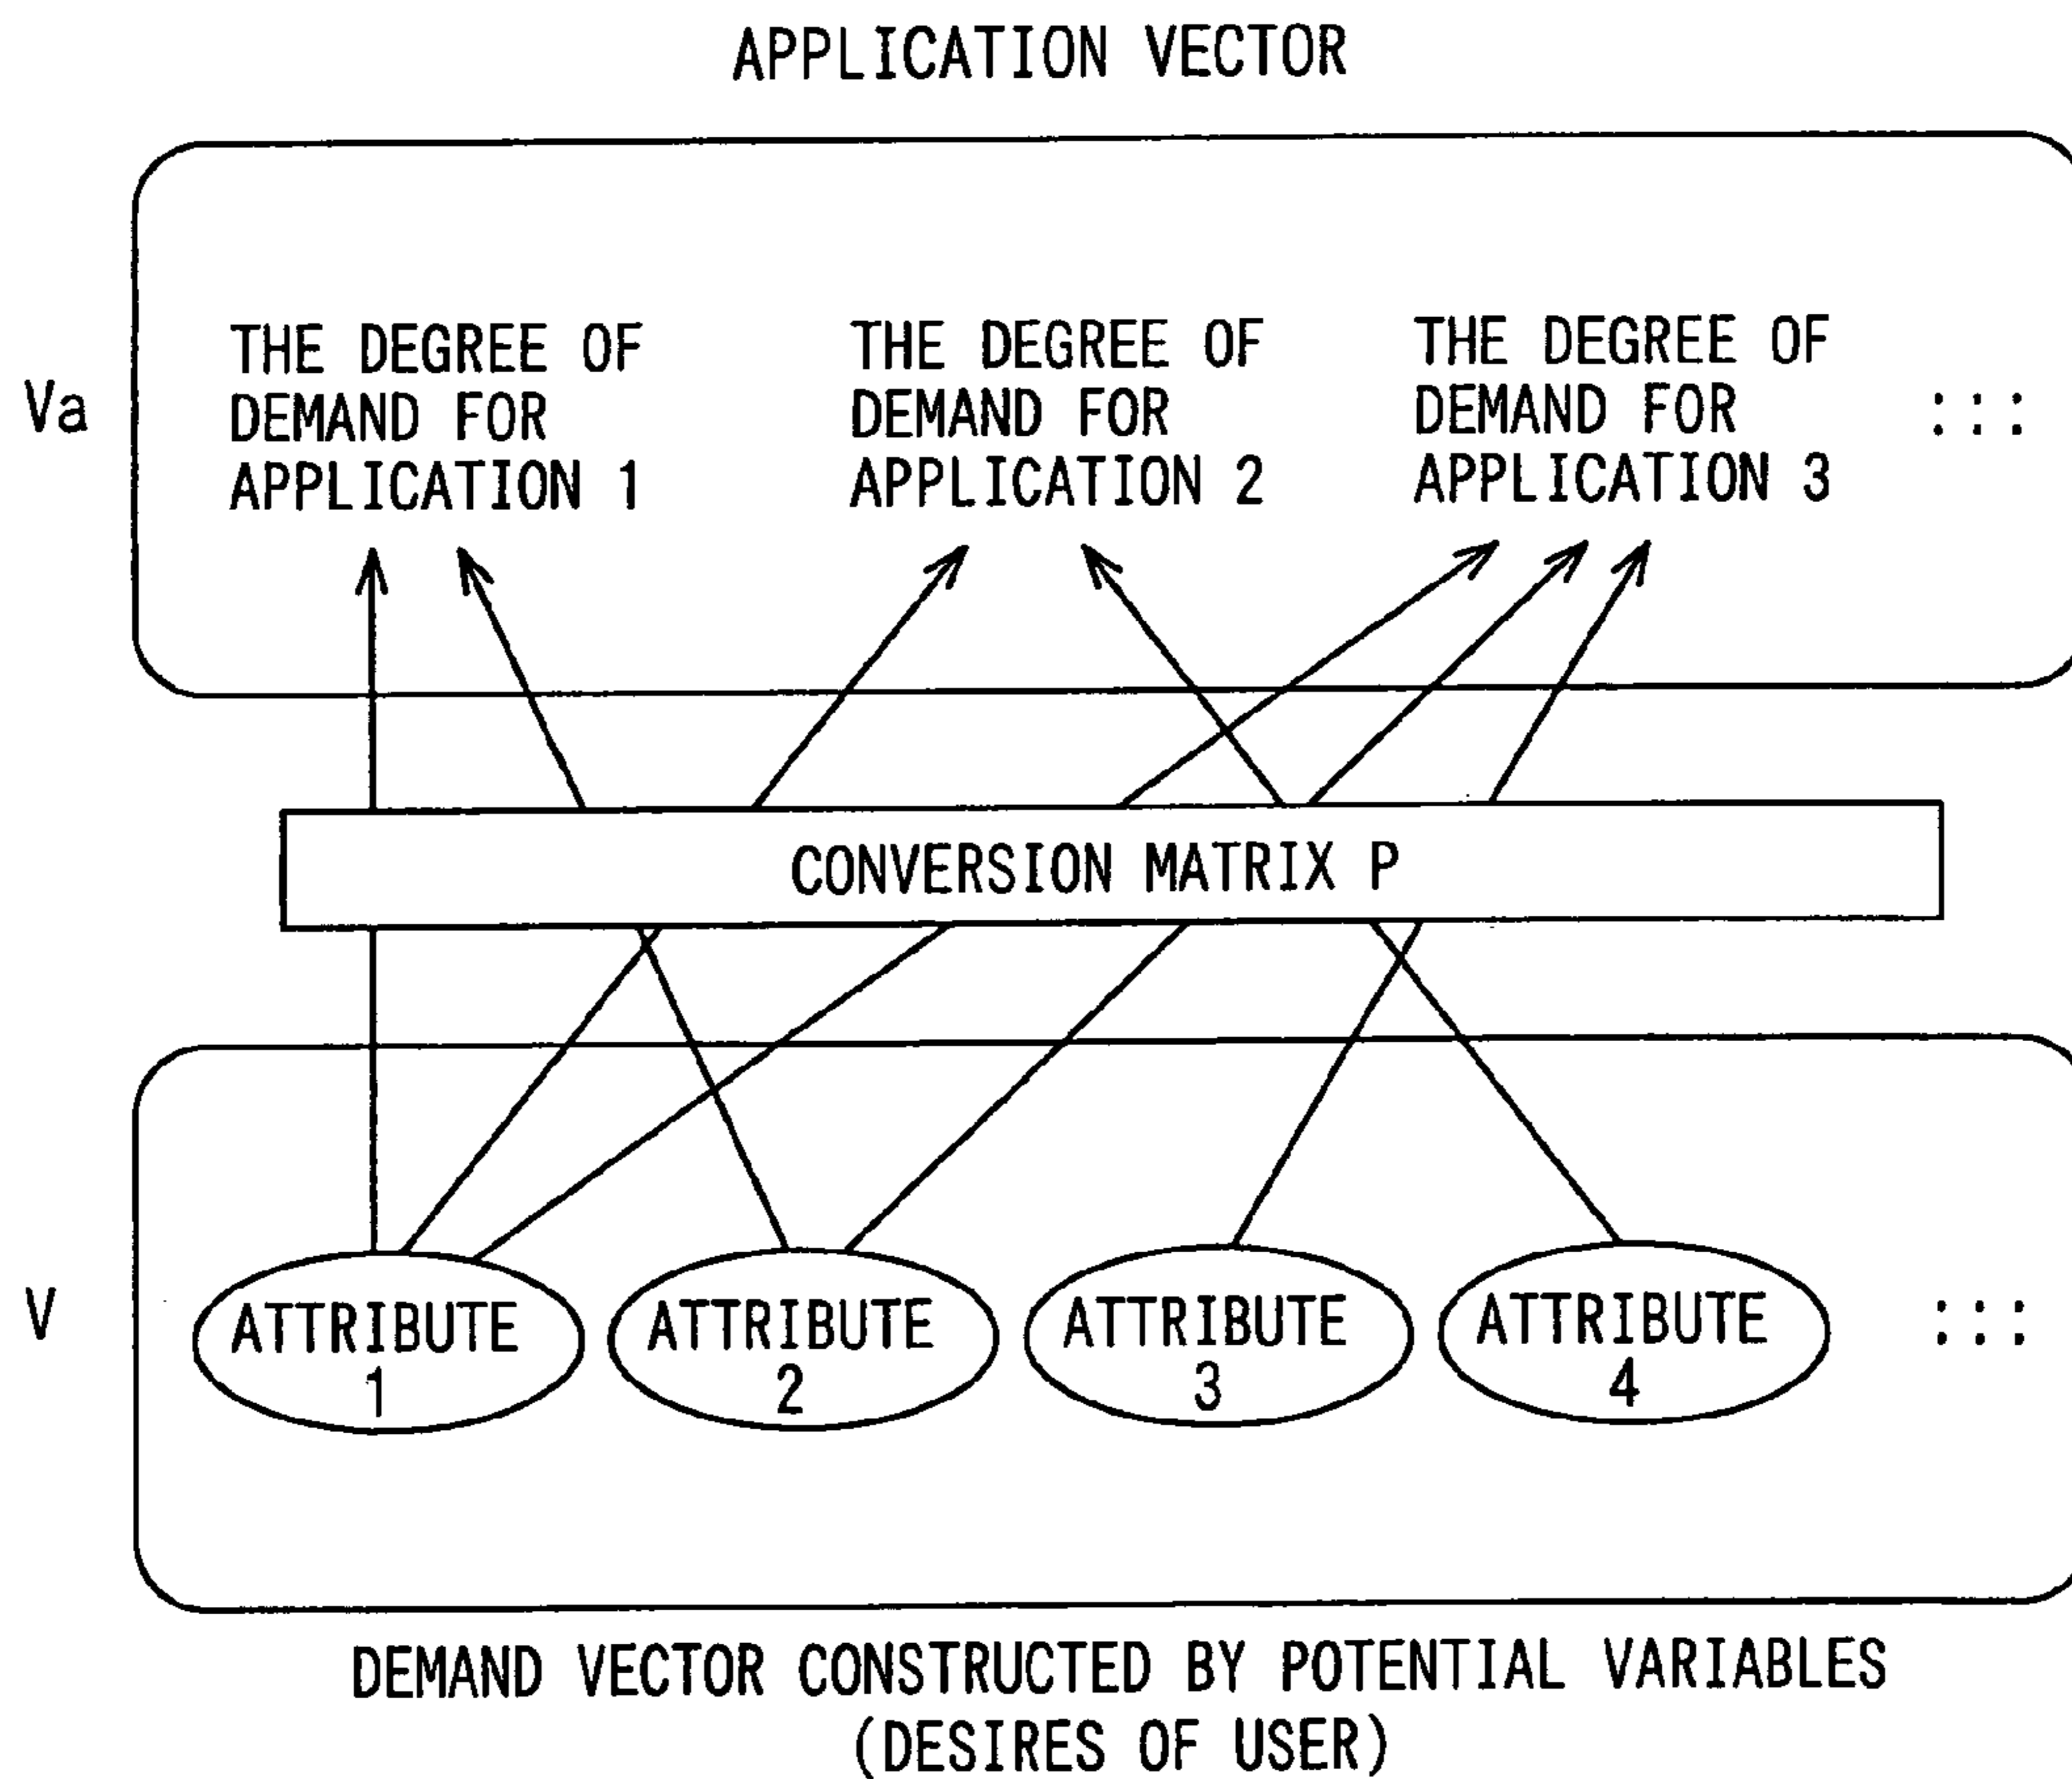 APPLICATION VECTOR
Va
THE DEGREE OF
DEMAND FOR
APPLICATION 1
THE DEGREE OF
DEMAND FOR
APPLICATION 2
THE DEGREE OF
DEMAND FOR
APPLICATION 3
:::
CONVERSION MATRIX P
V
ATTRIBUTE
1
ATTRIBUTE
2
ATTRIBUTE
3
ATTRIBUTE
4
:::
DEMAND VECTOR CONSTRUCTED BY POTENTIAL VARIABLES
(DESIRES OF USER)